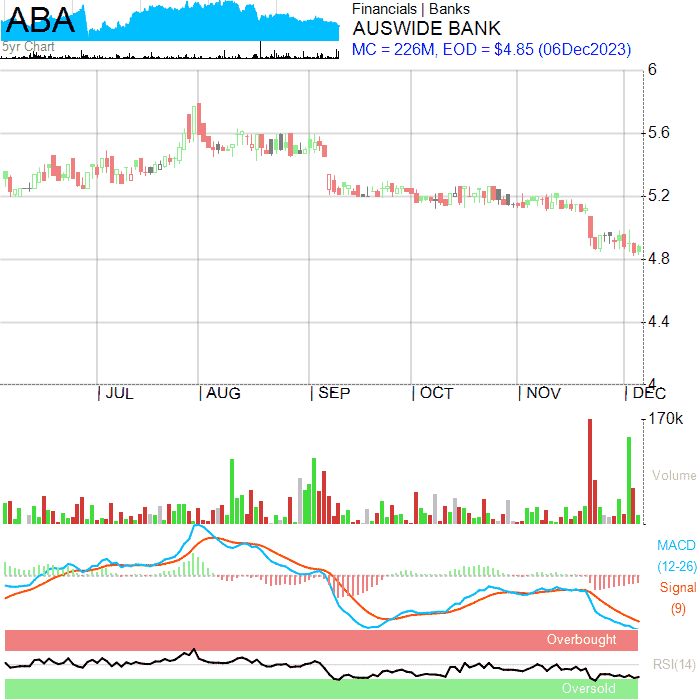 ABA
5yr Chart
Financials | Banks
AUSWIDE BANK
MC = 226M, EOD = $4.85 (06Dec2023)
6
5.6
5.2
4.8
4.4
4
JUL AUG SEP OCT NOV DEC
170k
Volume
MACD
(12-26)
Signal
(9)
Overbought
RSI(14)
Oversold